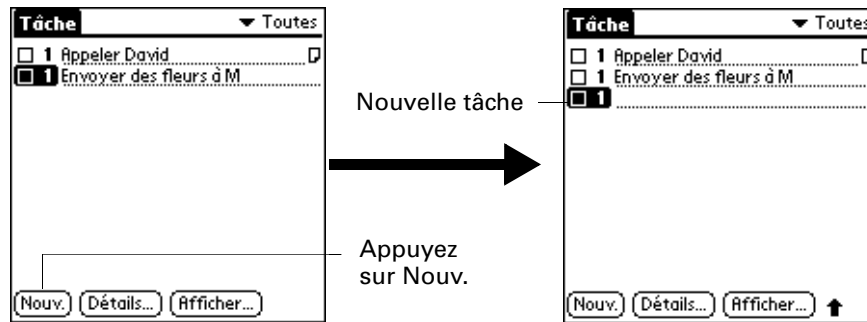 Tâche Toutes
1 Appeler David
1 Envoyer des fleurs à M
Nouv. Détails... Afficher...
Nouvelle tâche
Appuyez
sur Nouv.
Tâche Toutes
1 Appeler David
1 Envoyer des fleurs à M
1
Nouv. Détails... Afficher...